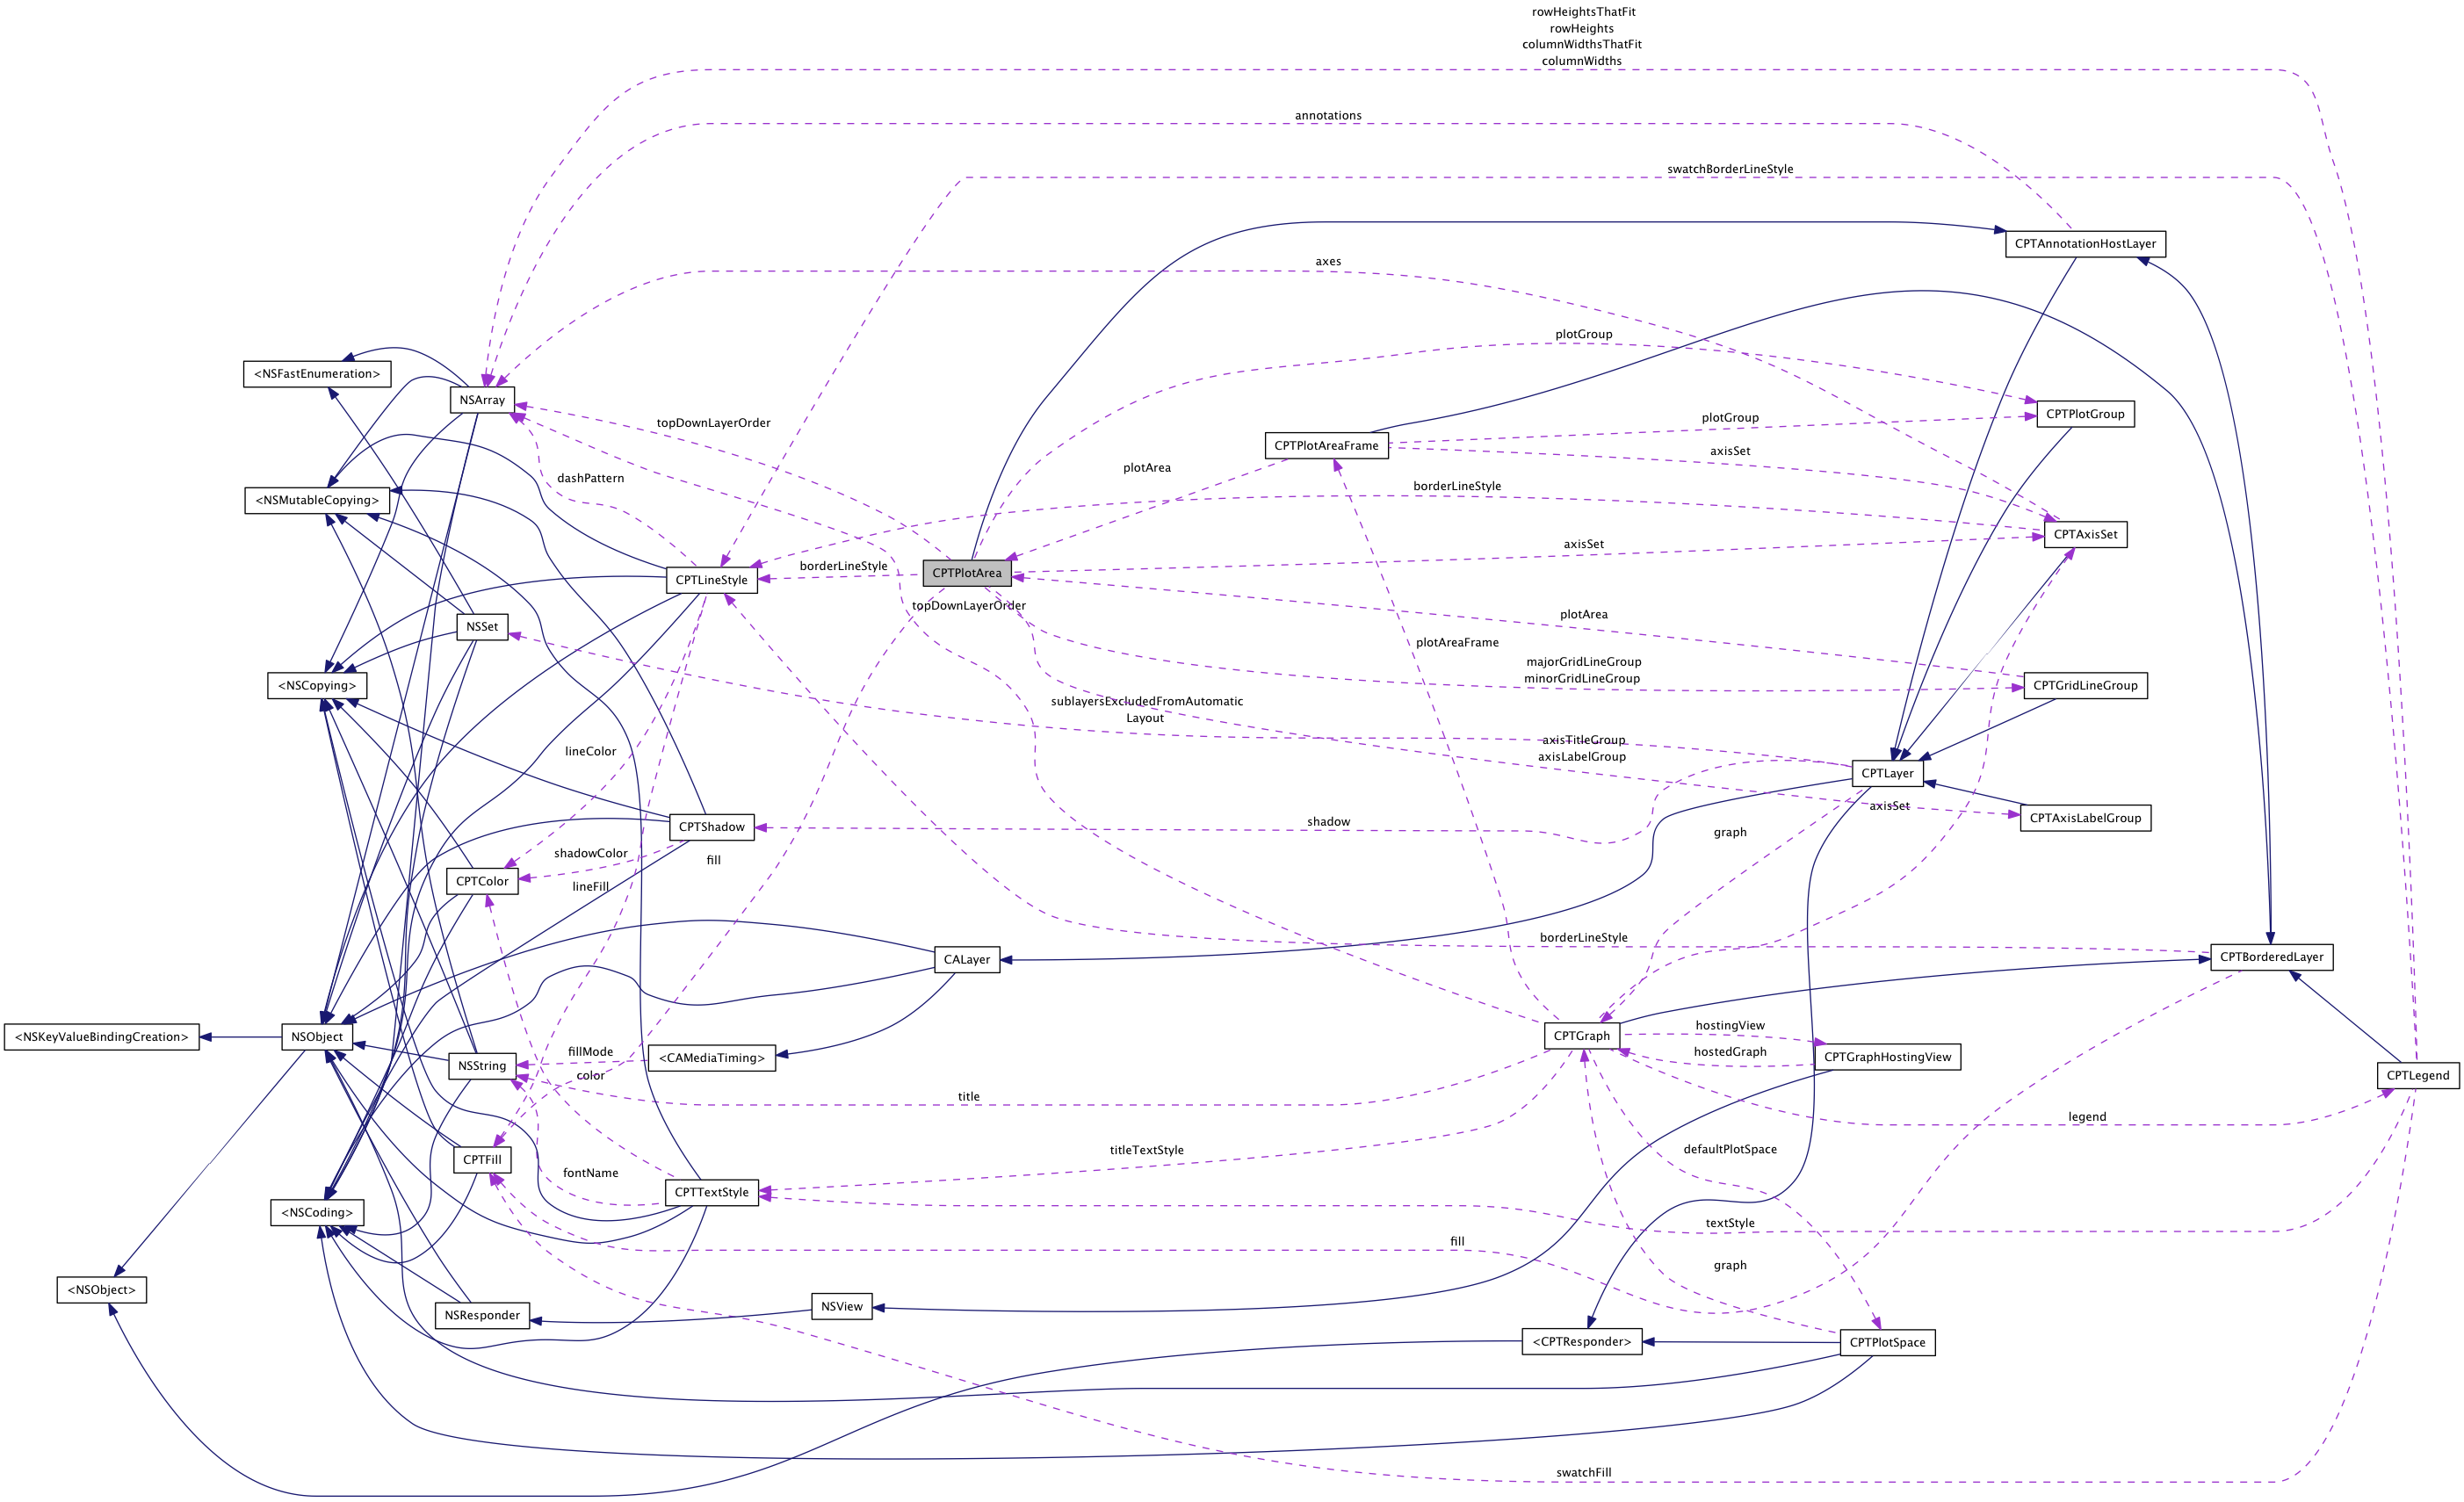 rowHeightsThatFit
rowHeights
columnWidthsThatFit
columnWidths
annotations
swatchBorderLineStyle
CPTAnnotationHostLayer
axes
plotGroup
<NSFastEnumeration>
NSArray
CPTPlotGroup
plotGroup
topDownLayerOrder
CPTPlotAreaFrame
axisSet
plotArea
dashPattern
borderLineStyle
<NSMutableCopying>
CPTAxisSet
axisSet
borderLineStyle
CPTPlotArea
CPTLineStyle
topDownLayerOrder
plotArea
NSSet
plotAreaFrame
majorGridLineGroup
minorGridLineGroup
<NSCopying>
CPTGridLineGroup
sublayersExcludedFromAutomatic
Layout
axisTitleGroup
axisLabelGroup
lineColor
CPTLayer
axisSet
CPTAxisLabelGroup
shadow
CPTShadow
graph
shadowColor
fill
CPTColor
lineFill
borderLineStyle
CALayer
CPTBorderedLayer
hostingView
<NSKeyValueBindingCreation>
NSObject
CPTGraph
hostedGraph
CPTGraphHostingView
fillMode
<CAMediaTiming>
NSString
color
CPTLegend
title
legend
defaultPlotSpace
titleTextStyle
CPTFill
fontName
CPTTextStyle
<NSCoding>
textStyle
fill
graph
<NSObject>
NSView
NSResponder
<CPTResponder>
CPTPlotSpace
swatchFill